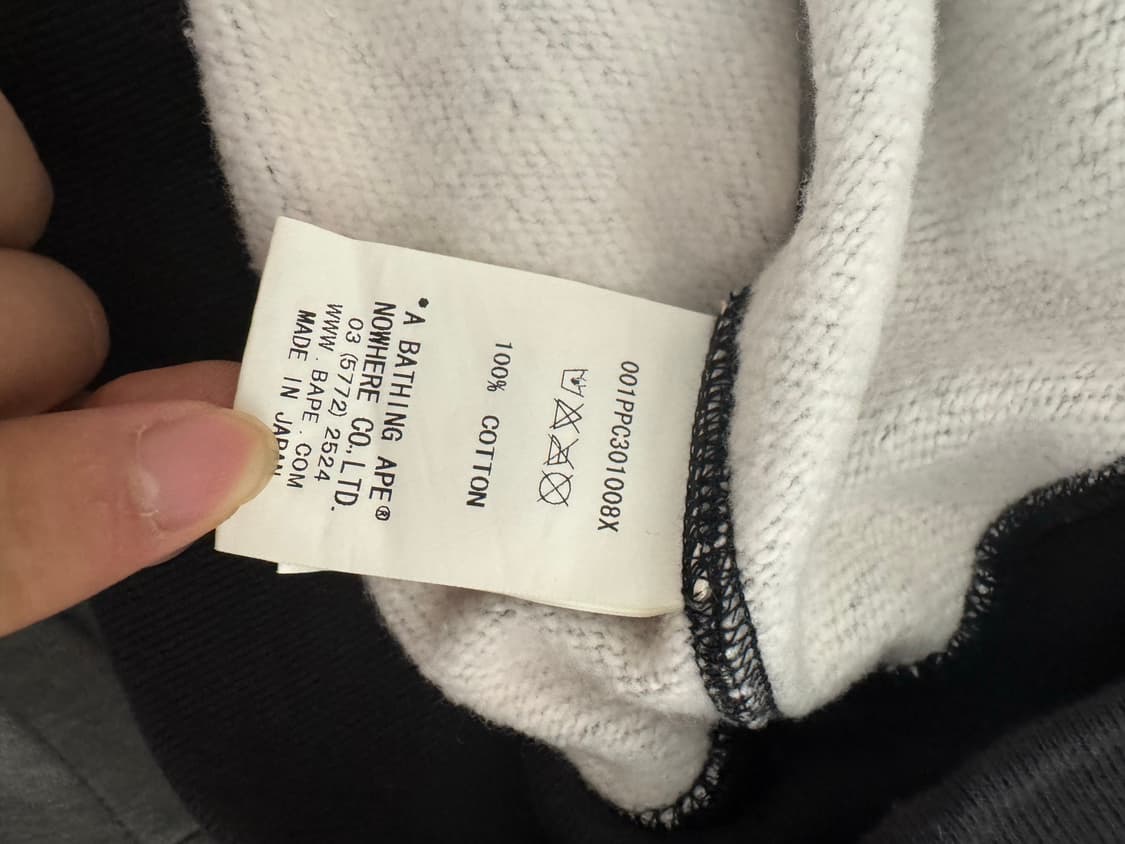 001PPC301008X
100% COTTON
•A BATHING APE®
NOWHERE CO., LTD.
03 (5772) 2524
WWW.BAPE.COM
MADE IN JAPAN